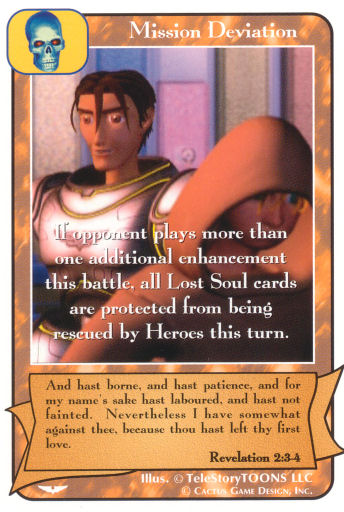 Mission Deviation
If opponent plays more than
one additional enhancement
this battle, all Lost Soul cards
are protected from being
rescued by Heroes this turn.
And hast borne, and hast patience, and for
my name's sake hast laboured, and hast not
fainted. Nevertheless I have somewhat
against thee, because thou hast left thy first
love.
Revelation 2:3-4
Illus. © TeleStoryTOONS LLC
© Cactus Game Design, Inc.